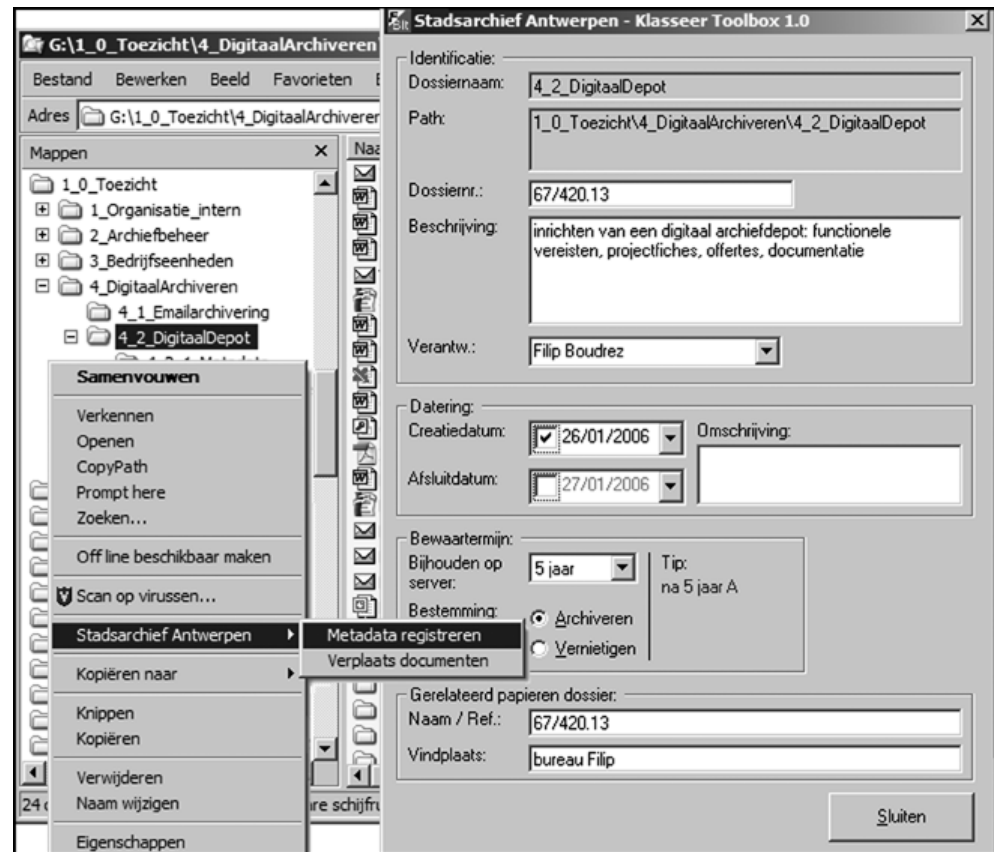 G:\1_0_Toezicht\4_DigitaalArchiveren
Bestand Bewerken Beeld Favorieten
Adres G:\1_0_Toezicht\4_DigitaalArchiveren
Mappen
1_0_Toezicht
1_Organisatie_intern
2_Archiefbeheer
3_Bedrijfseenheden
4_DigitaalArchiveren
4_1_Emailarchivering
4_2_DigitaalDepot
Samenvouwen
Verkennen
Openen
CopyPath
Prompt here
Zoeken...
Off line beschikbaar maken
Scan op virussen...
Stadsarchief Antwerpen
Kopiëren naar
Knippen
Kopiëren
Verwijderen
Naam wijzigen
Eigenschappen
Metadata registreren
Verplaats documenten
24
Stadsarchief Antwerpen - Klasseer Toolbox 1.0
Identificatie:
Dossiernaam: 4_2_DigitaalDepot
Path: 1_0_Toezicht\4_DigitaalArchiveren\4_2_DigitaalDepot
Dossiernr.: 67/420.13
Beschrijving: inrichten van een digitaal archiefdepot: functionele
vereisten, projectfiches, offertes, documentatie
Verantw.: Filip Boudrez
Datering:
Creatiedatum: 26/01/2006 Omschrijving:
Afsluitdatum: 27/01/2006
Bewaartermijn:
Bijhouden op
server: 5 jaar
Tip:
na 5 jaar A
Bestemming: Archiveren
Vernietigen
Gerelateerd papieren dossier:
Naam / Ref.: 67/420.13
Vindplaats: bureau Filip
Sluiten